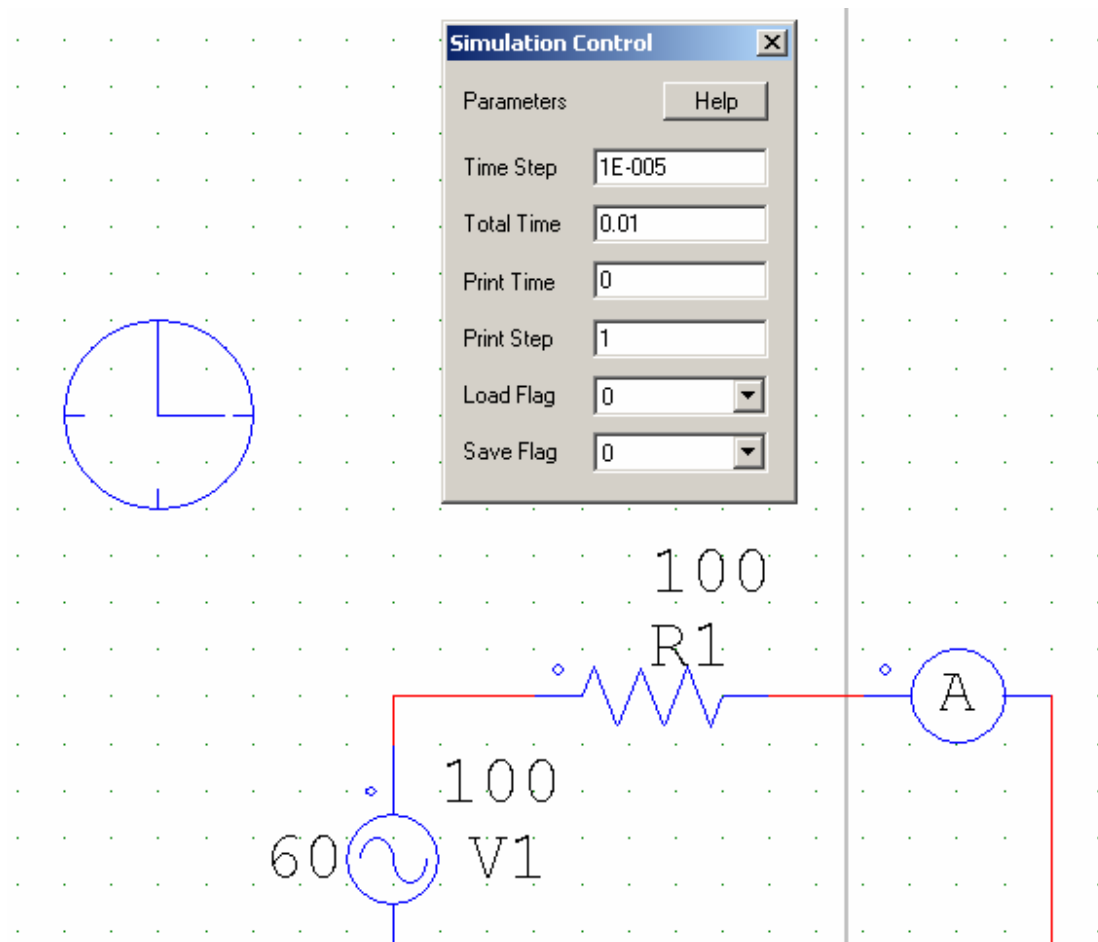 Simulation Control
Parameters Help
Time Step 1E-005
Total Time 0.01
Print Time 0
Print Step 1
Load Flag 0
Save Flag 0
100
R1
A
100
60 V1